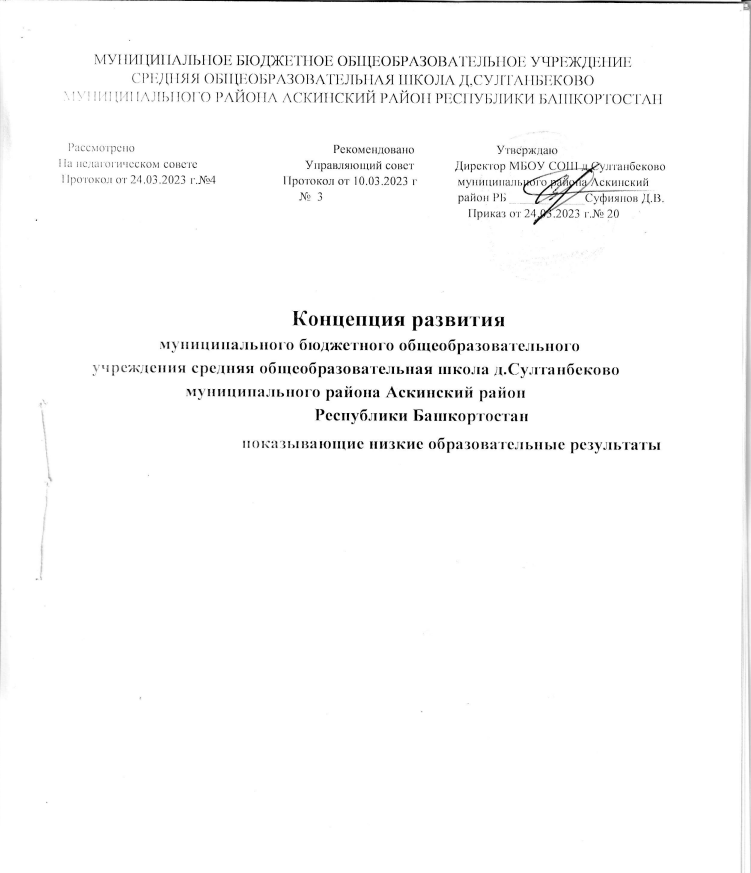 МУНИЦИПАЛЬНОЕ БЮДЖЕТНОЕ ОБЩЕОБРАЗОВАТЕЛЬНОЕ УЧРЕЖДЕНИЕ
СРЕДНЯЯ ОБЩЕОБРАЗОВАТЕЛЬНАЯ ШКОЛА Д.СУЛТАНБЕКОВО
МУНИЦИПАЛЬНОГО РАЙОНА АСКИНСКИЙ РАЙОН РЕСПУБЛИКИ БАШКОРТОСТАН
Рассмотрено
На педагогическом совете
Протокол от 24.03.2023 г.№4
Рекомендовано
Управляющий совет
Протокол от 10.03.2023 г
№ 3
Утверждаю
Директор МБОУ СОШ д.Султанбеково
муниципального района Аскинский
район РБ ____________Суфиянов Д.В.
Приказ от 24.03.2023 г.№ 20
Концепция развития
муниципального бюджетного общеобразовательного
учреждения средняя общеобразовательная школа д.Султанбеково
муниципального района Аскинский район
Республики Башкортостан
показывающие низкие образовательные результаты